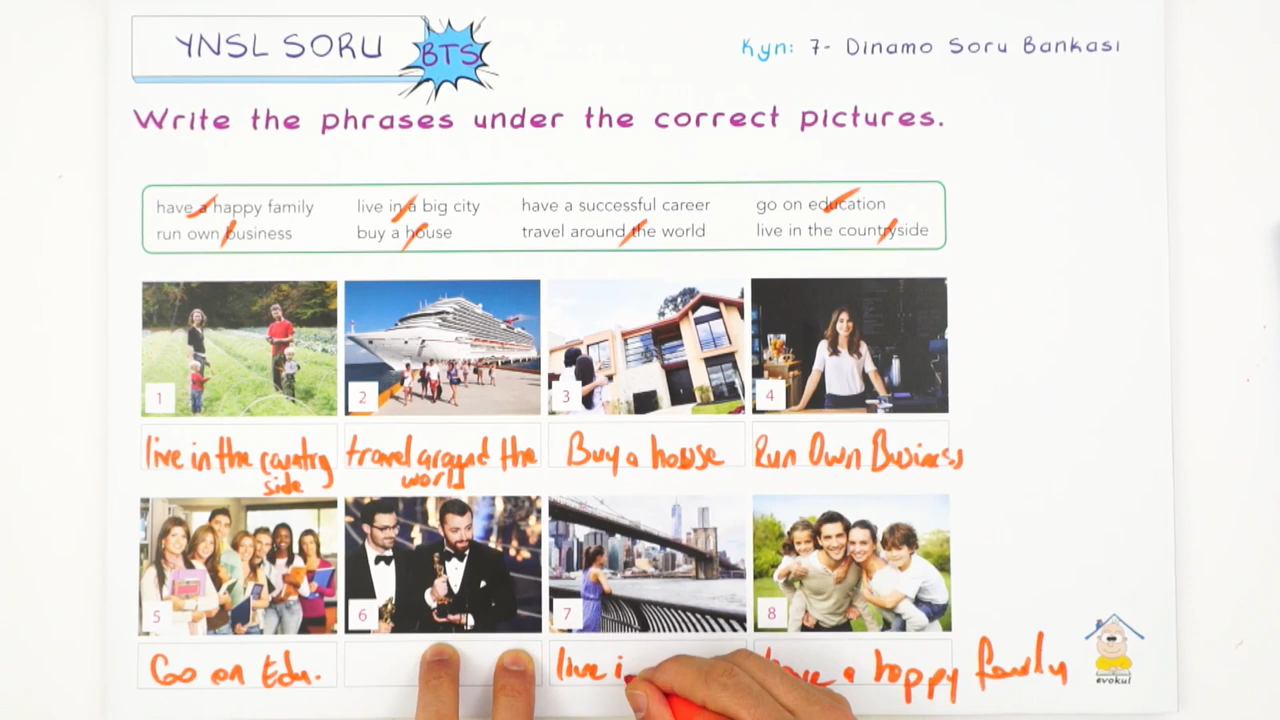 YNSL SORU
BTS
Kyn: 7- Dinamo Soru Bankası
Write the phrases under the correct pictures.
have a happy family live in a big city have a successful career go on education
run own business buy a house travel around the world live in the countryside
1 2 3 4
live in the country side travel around the world Buy a house Run Own Business
5 6 7 8
Go on Edu. live i have a happy family
evokul